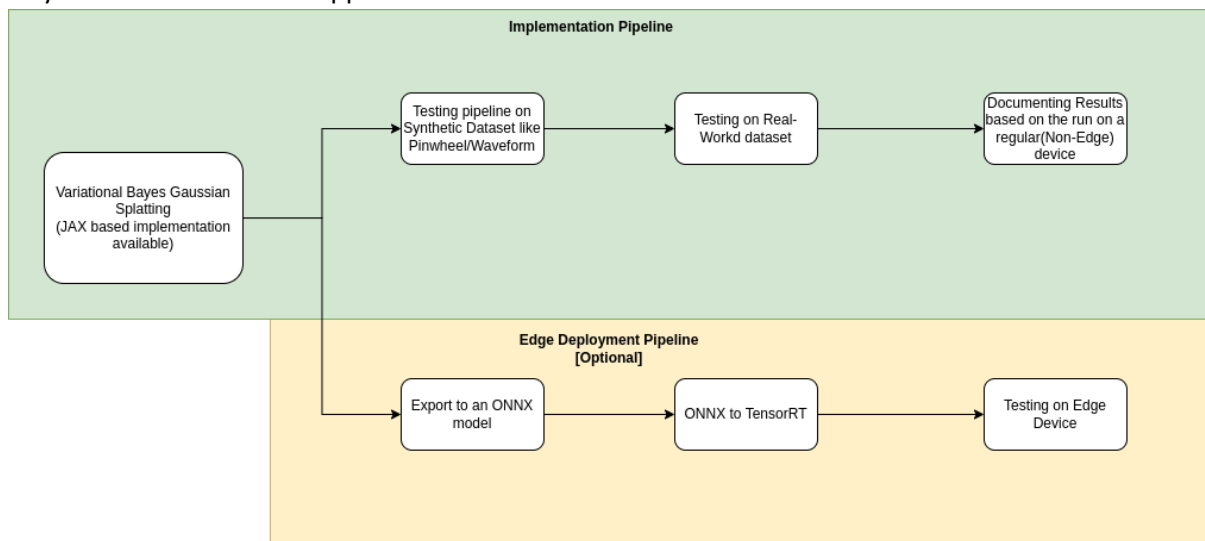 Implementation Pipeline
Testing pipeline on
Synthetic Dataset like
Pinwheel/Waveform
Testing on Real-
Workd dataset
Documenting Results
based on the run on a
regular(Non-Edge)
device
Variational Bayes Gaussian
Splatting
(JAX based implementation
available)
Edge Deployment Pipeline
[Optional]
Export to an ONNX
model
ONNX to TensorRT
Testing on Edge
Device